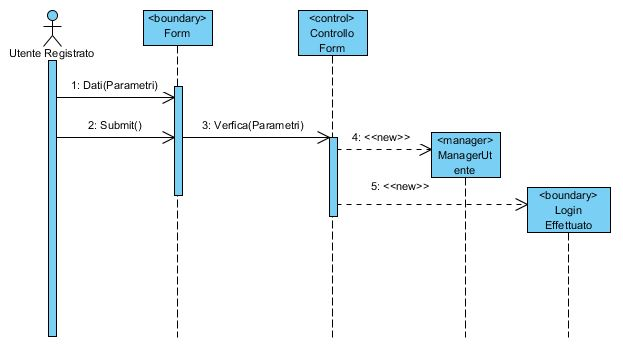 Utente Registrato
<boundary>
Form
<control>
Controllo
Form
1: Dati(Parametri)
2: Submit()
3: Verfica(Parametri)
4: <<new>>
<manager>
ManagerUt
ente
5: <<new>>
<boundary>
Login
Effettuato